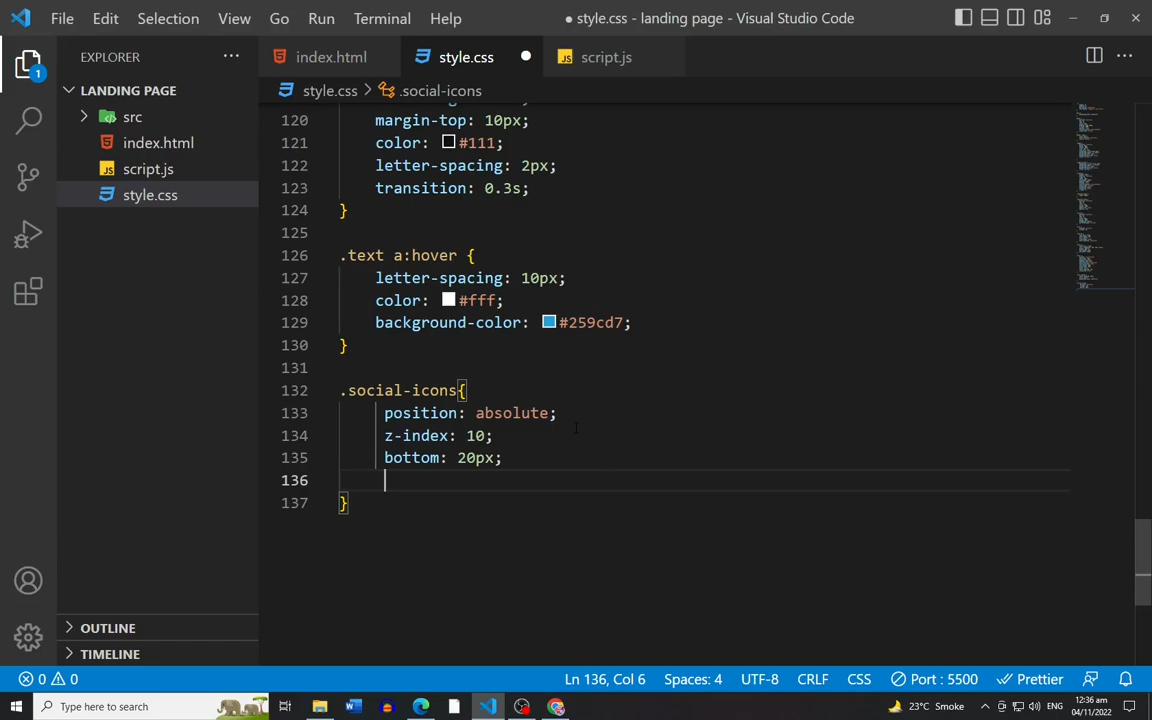 File Edit Selection View Go Run Terminal Help
● style.css - landing page - Visual Studio Code
EXPLORER
index.html
style.css
script.js
1
LANDING PAGE
style.css > .social-icons
src
index.html
script.js
style.css
120 margin-top: 10px;
121 color: #111;
122 letter-spacing: 2px;
123 transition: 0.3s;
124 }
125
126 .text a:hover {
127 letter-spacing: 10px;
128 color: #fff;
129 background-color: #259cd7;
130 }
131
132 .social-icons{
133 position: absolute;
134 z-index: 10;
135 bottom: 20px;
136
137 }
OUTLINE
TIMELINE
0 0 Ln 136, Col 6 Spaces: 4 UTF-8 CRLF CSS Port : 5500 Prettier
Type here to search
23°C Smoke
ENG
12:36 am
04/11/2022